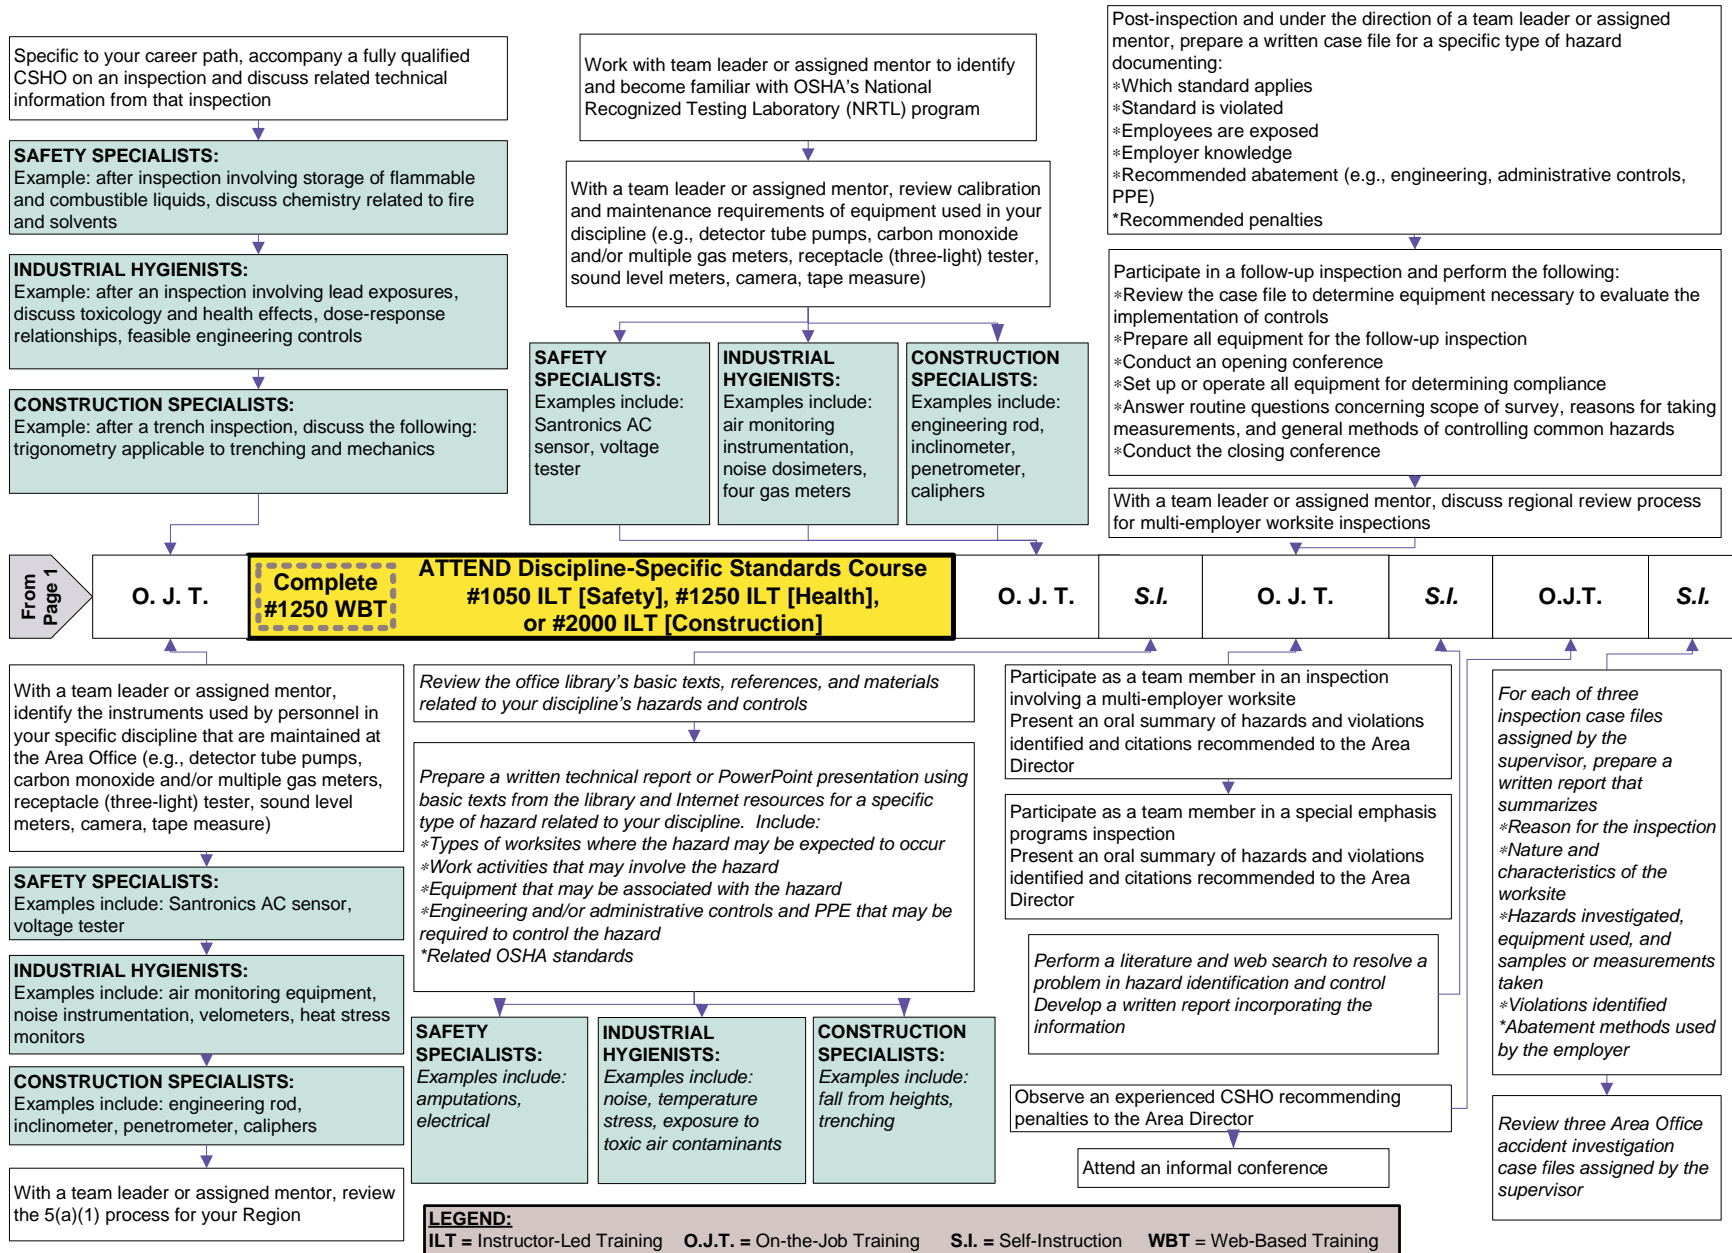 Specific to your career path, accompany a fully qualified
CSHO on an inspection and discuss related technical
information from that inspection
SAFETY SPECIALISTS:
Example: after inspection involving storage of flammable
and combustible liquids, discuss chemistry related to fire
and solvents
INDUSTRIAL HYGIENISTS:
Example: after an inspection involving lead exposures,
discuss toxicology and health effects, dose-response
relationships, feasible engineering controls
CONSTRUCTION SPECIALISTS:
Example: after a trench inspection, discuss the following:
trigonometry applicable to trenching and mechanics
Work with team leader or assigned mentor to identify
and become familiar with OSHA's National
Recognized Testing Laboratory (NRTL) program
With a team leader or assigned mentor, review calibration
and maintenance requirements of equipment used in your
discipline (e.g., detector tube pumps, carbon monoxide
and/or multiple gas meters, receptacle (three-light) tester,
sound level meters, camera, tape measure)
SAFETY
SPECIALISTS:
Examples include:
Santronics AC
sensor, voltage
tester
INDUSTRIAL
HYGIENISTS:
Examples include:
air monitoring
instrumentation,
noise dosimeters,
four gas meters
CONSTRUCTION
SPECIALISTS:
Examples include:
engineering rod,
inclinometer,
penetrometer,
caliphers
Post-inspection and under the direction of a team leader or assigned
mentor, prepare a written case file for a specific type of hazard
documenting:
*Which standard applies
*Standard is violated
*Employees are exposed
*Employer knowledge
*Recommended abatement (e.g., engineering, administrative controls,
PPE)
*Recommended penalties
Participate in a follow-up inspection and perform the following:
*Review the case file to determine equipment necessary to evaluate the
implementation of controls
*Prepare all equipment for the follow-up inspection
*Conduct an opening conference
*Set up or operate all equipment for determining compliance
*Answer routine questions concerning scope of survey, reasons for taking
measurements, and general methods of controlling common hazards
*Conduct the closing conference
With a team leader or assigned mentor, discuss regional review process
for multi-employer worksite inspections
From
Page 1
O. J. T.
Complete
#1250 WBT
ATTEND Discipline-Specific Standards Course
#1050 ILT [Safety], #1250 ILT [Health],
or #2000 ILT [Construction]
O. J. T.
S.I.
O. J. T.
S.I.
O.J.T.
S.I.
With a team leader or assigned mentor,
identify the instruments used by personnel in
your specific discipline that are maintained at
the Area Office (e.g., detector tube pumps,
carbon monoxide and/or multiple gas meters,
receptacle (three-light) tester, sound level
meters, camera, tape measure)
SAFETY SPECIALISTS:
Examples include: Santronics AC sensor,
voltage tester
INDUSTRIAL HYGIENISTS:
Examples include: air monitoring equipment,
noise instrumentation, velometers, heat stress
monitors
CONSTRUCTION SPECIALISTS:
Examples include: engineering rod,
inclinometer, penetrometer, caliphers
With a team leader or assigned mentor, review
the 5(a)(1) process for your Region
Review the office library's basic texts, references, and materials
related to your discipline's hazards and controls
Prepare a written technical report or PowerPoint presentation using
basic texts from the library and Internet resources for a specific
type of hazard related to your discipline. Include:
*Types of worksites where the hazard may be expected to occur
*Work activities that may involve the hazard
*Equipment that may be associated with the hazard
*Engineering and/or administrative controls and PPE that may be
required to control the hazard
*Related OSHA standards
SAFETY
SPECIALISTS:
Examples include:
amputations,
electrical
INDUSTRIAL
HYGIENISTS:
Examples include:
noise, temperature
stress, exposure to
toxic air contaminants
CONSTRUCTION
SPECIALISTS:
Examples include:
fall from heights,
trenching
Participate as a team member in an inspection
involving a multi-employer worksite
Present an oral summary of hazards and violations
identified and citations recommended to the Area
Director
Participate as a team member in a special emphasis
programs inspection
Present an oral summary of hazards and violations
identified and citations recommended to the Area
Director
Perform a literature and web search to resolve a
problem in hazard identification and control
Develop a written report incorporating the
information
Observe an experienced CSHO recommending
penalties to the Area Director
Attend an informal conference
For each of three
inspection case files
assigned by the
supervisor, prepare a
written report that
summarizes
*Reason for the inspection
*Nature and
characteristics of the
worksite
*Hazards investigated,
equipment used, and
samples or measurements
taken
*Violations identified
*Abatement methods used
by the employer
Review three Area Office
accident investigation
case files assigned by the
supervisor
LEGEND:
ILT = Instructor-Led Training O.J.T. = On-the-Job Training S.I. = Self-Instruction WBT = Web-Based Training